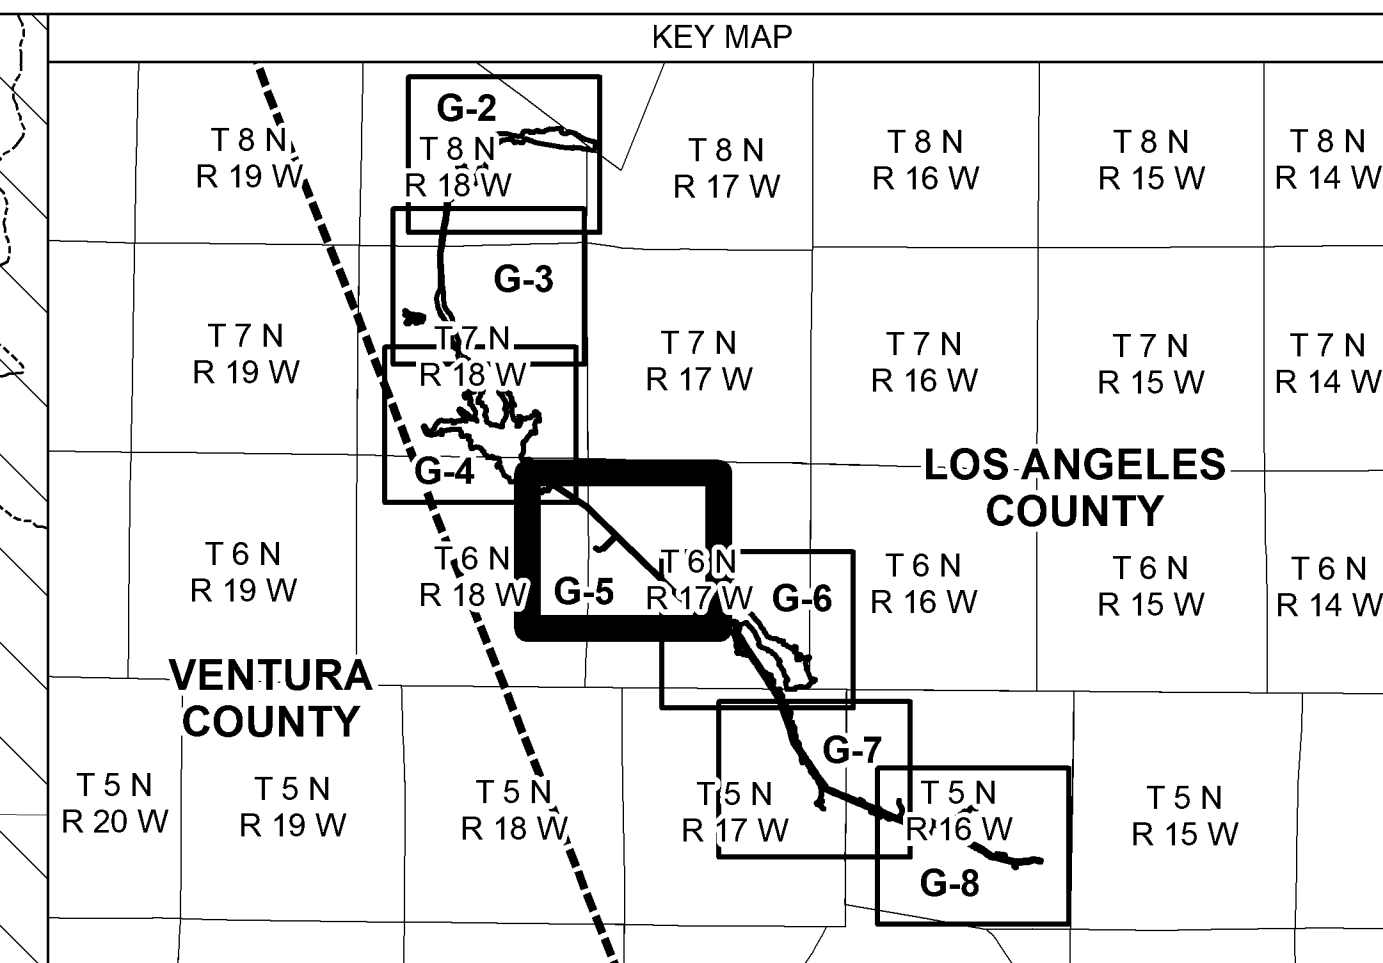 KEY MAP
G-2
T 8 N
R 19 W
T 8 N
R 18 W
T 8 N
R 17 W
T 8 N
R 16 W
T 8 N
R 15 W
T 8 N
R 14 W
G-3
T 7 N
R 19 W
T 7 N
R 18 W
T 7 N
R 17 W
T 7 N
R 16 W
T 7 N
R 15 W
T 7 N
R 14 W
G-4
LOS ANGELES
COUNTY
T 6 N
R 19 W
T 6 N
R 18 W
G-5
T 6 N
R 17 W
G-6
T 6 N
R 16 W
T 6 N
R 15 W
T 6 N
R 14 W
VENTURA
COUNTY
G-7
T 5 N
R 20 W
T 5 N
R 19 W
T 5 N
R 18 W
T 5 N
R 17 W
T 5 N
R 16 W
T 5 N
R 15 W
G-8